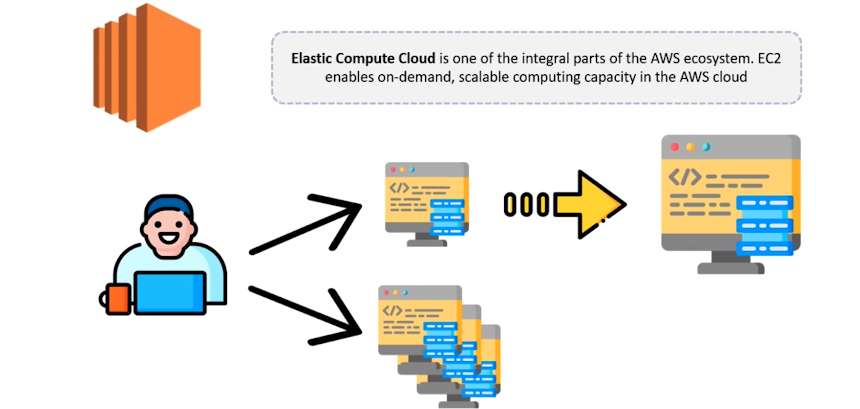 Elastic Compute Cloud is one of the integral parts of the AWS ecosystem. EC2
enables on-demand, scalable computing capacity in the AWS cloud
</>
</>
</>